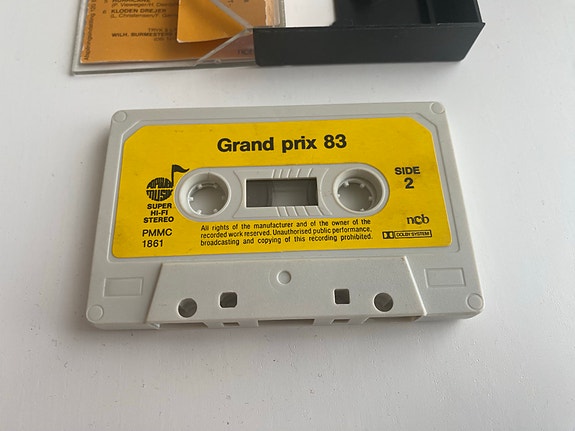 KLODEN DREJER
Grand prix 83
SIDE
2
SUPER
HI-FI
STEREO
PMMC
1861
All rights of the manufacturer and of the owner of the
recorded work reserved. Unauthorised public performance,
broadcasting and copying of this recording prohibited.
ncb
DOLBY SYSTEM